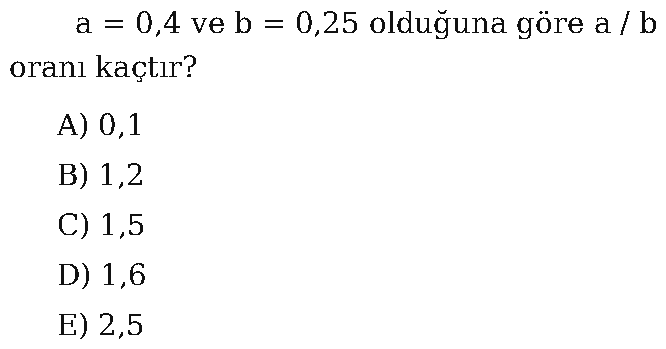 a = 0,4 ve b = 0,25 olduğuna göre a / b
oranı kaçtır?
A) 0,1
B) 1,2
C) 1,5
D) 1,6
E) 2,5